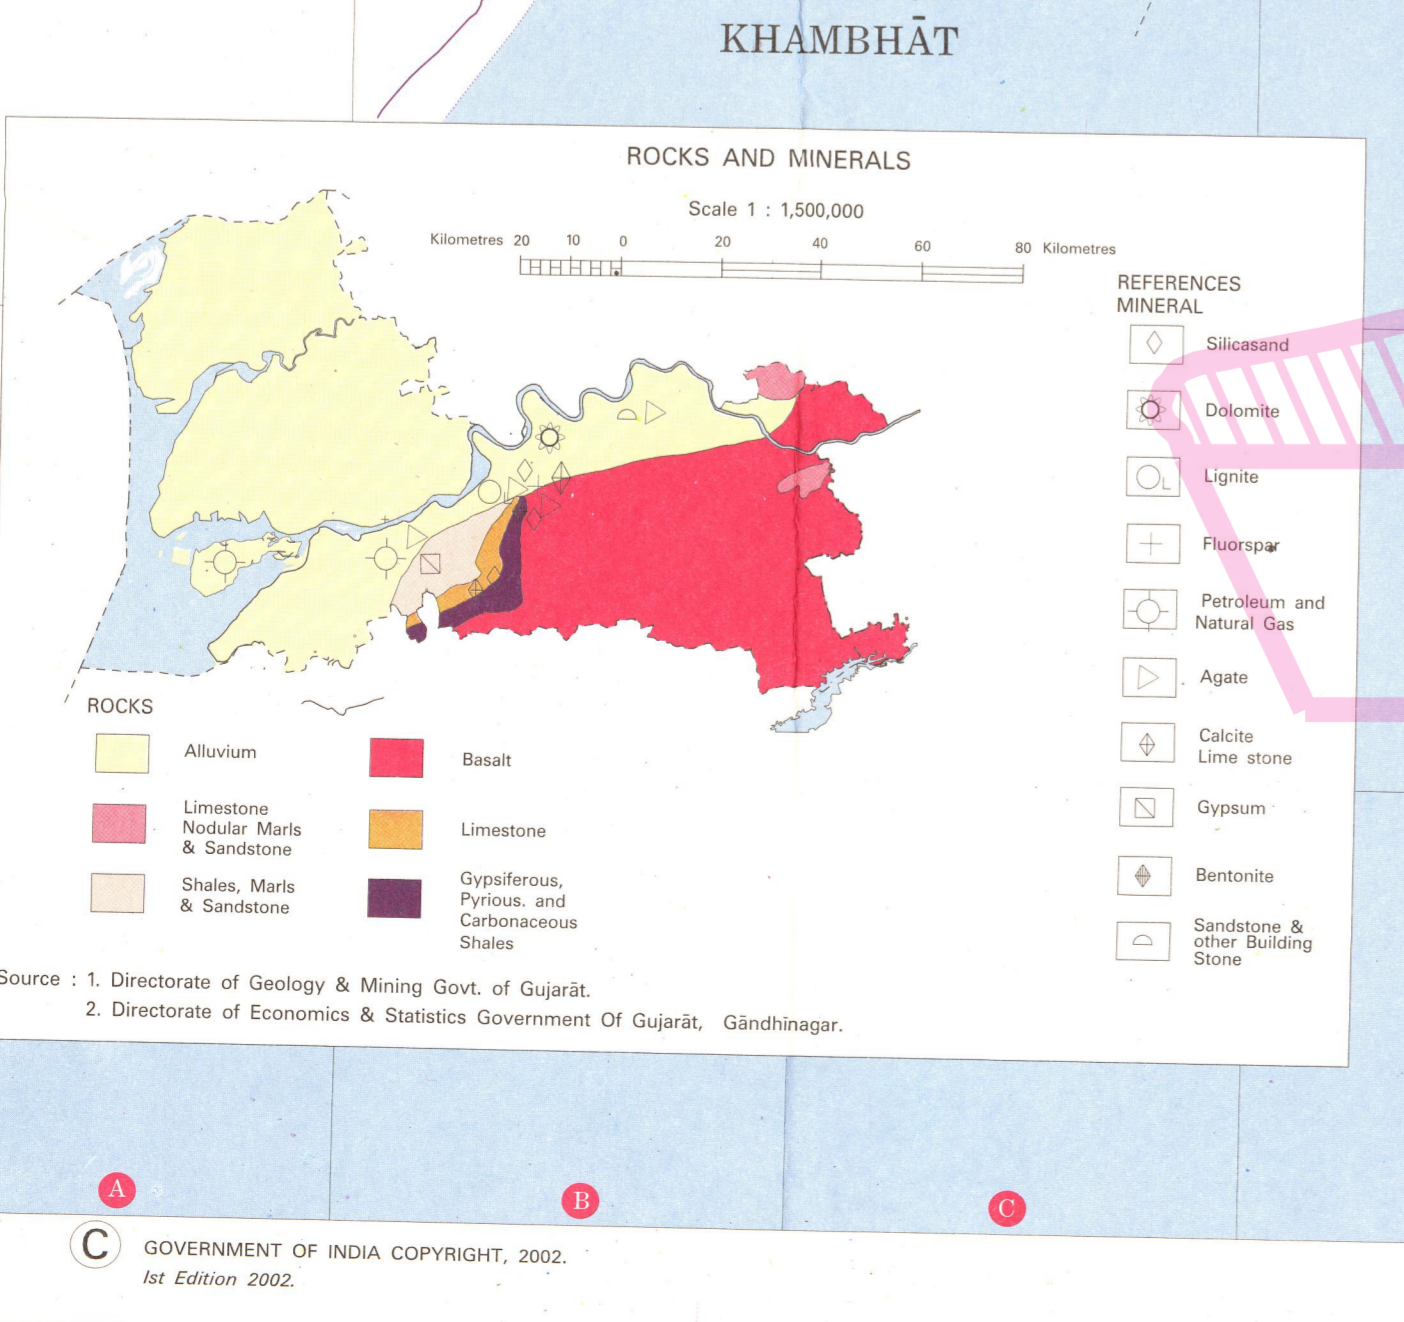 KHAMBHĀT
ROCKS AND MINERALS
Scale 1 : 1,500,000
Kilometres 20 10 0 20 40 60 80 Kilometres
REFERENCES
MINERAL
Silicasand
Dolomite
L Lignite
Fluorspar
Petroleum and
Natural Gas
Agate
Calcite
Lime stone
Gypsum
Bentonite
Sandstone &
other Building
Stone
ROCKS
Alluvium
Limestone
Nodular Marls
& Sandstone
Shales, Marls
& Sandstone
Basalt
Limestone
Gypsiferous,
Pyrious. and
Carbonaceous
Shales
Source : 1. Directorate of Geology & Mining Govt. of Gujarāt.
2. Directorate of Economics & Statistics Government Of Gujarāt, Gāndhīnagar.
A B C
C GOVERNMENT OF INDIA COPYRIGHT, 2002.
Ist Edition 2002.